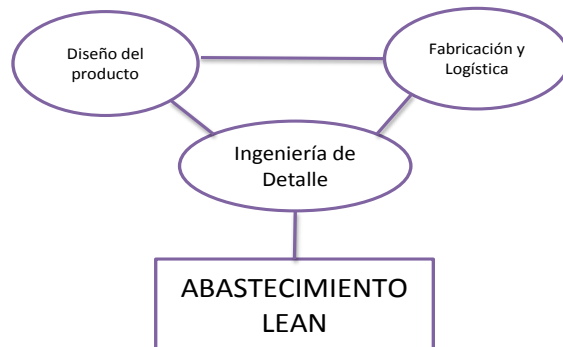 Diseño del
producto
Fabricación y
Logística
Ingeniería de
Detalle
ABASTECIMIENTO
LEAN